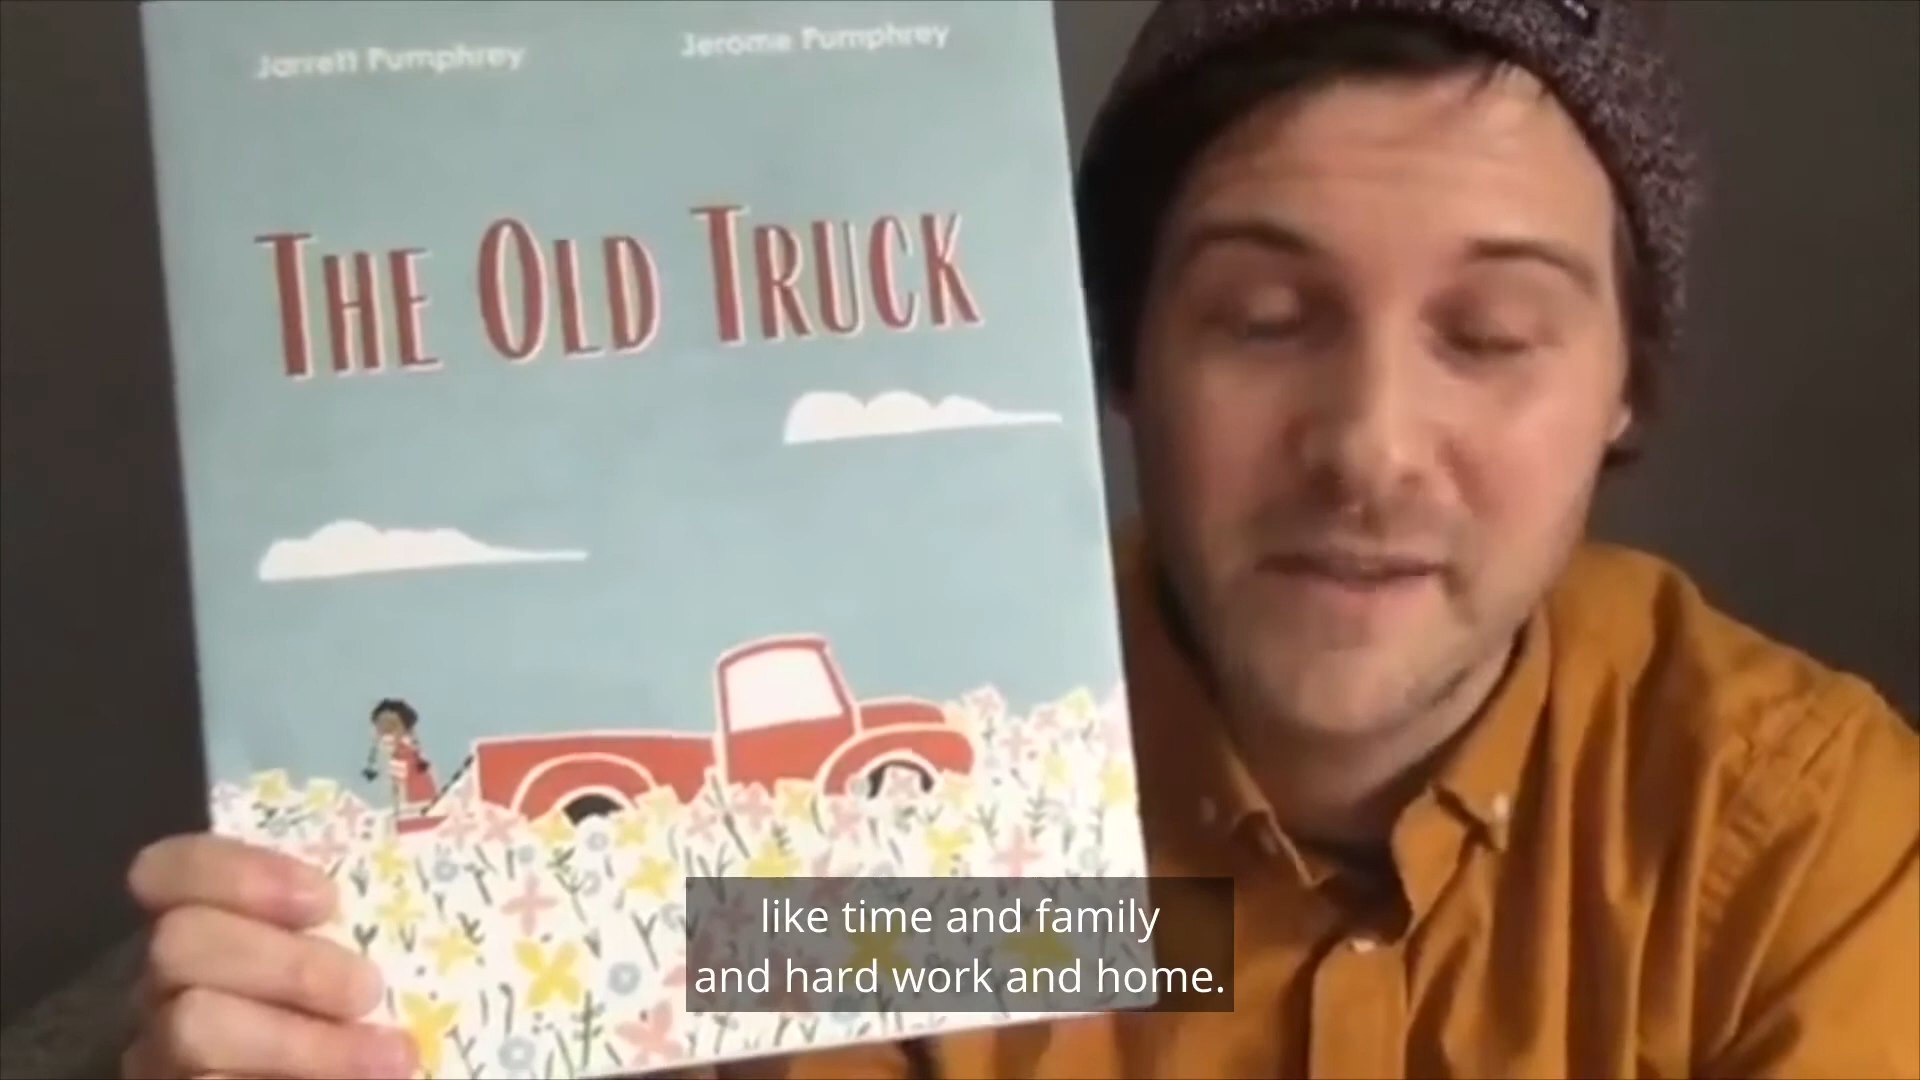 Jarrett Pumphrey
Jerome Pumphrey
THE OLD TRUCK
like time and family
and hard work and home.